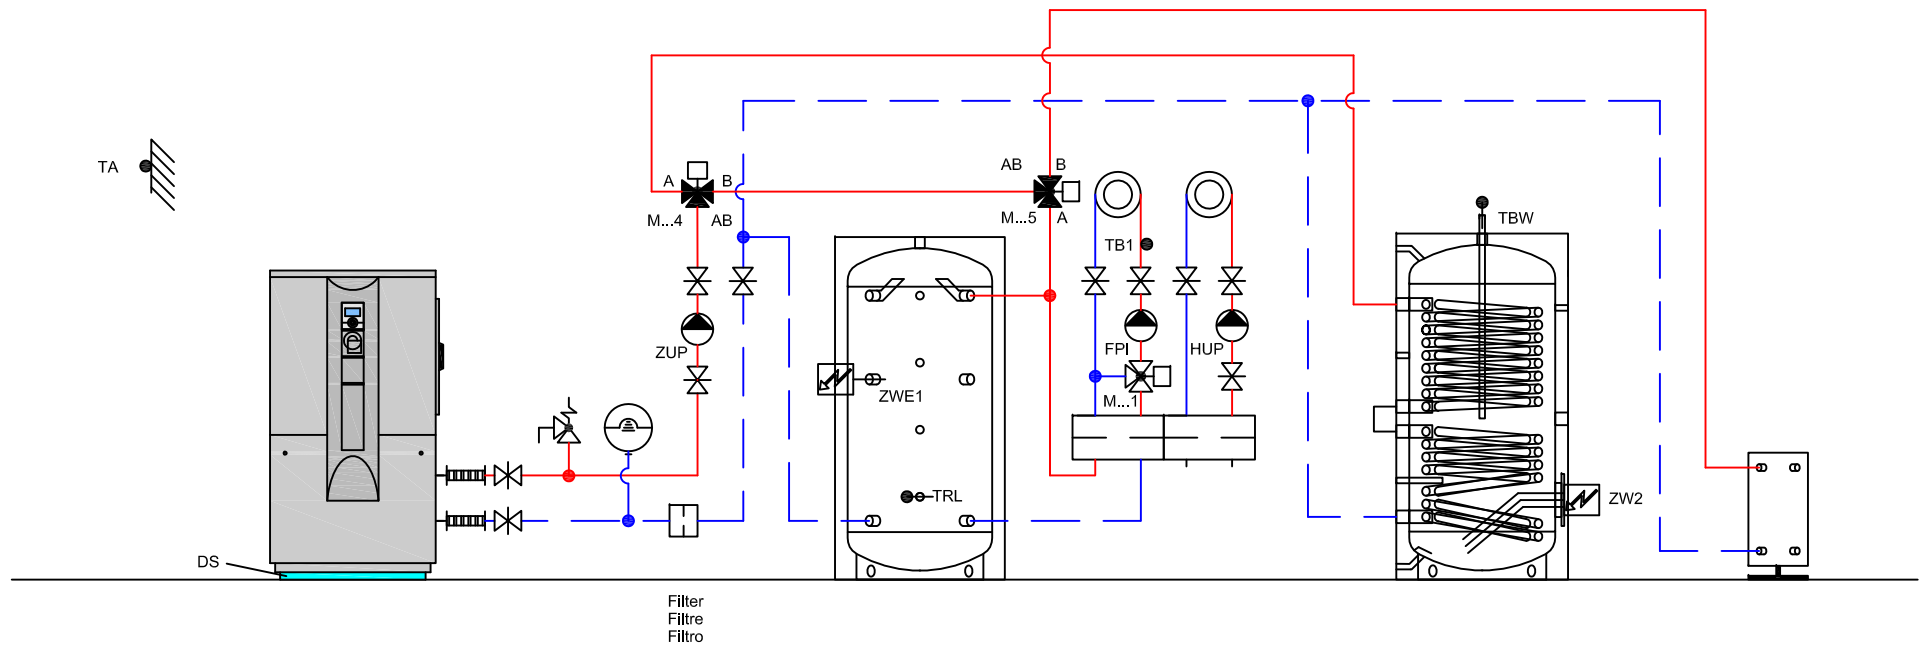 TA
A
B
M...4
AB
AB
B
M...5
A
TB1
TBW
ZUP
FPI
HUP
ZWE1
M...1
TRL
ZW2
DS
Filter
Filtre
Filtro